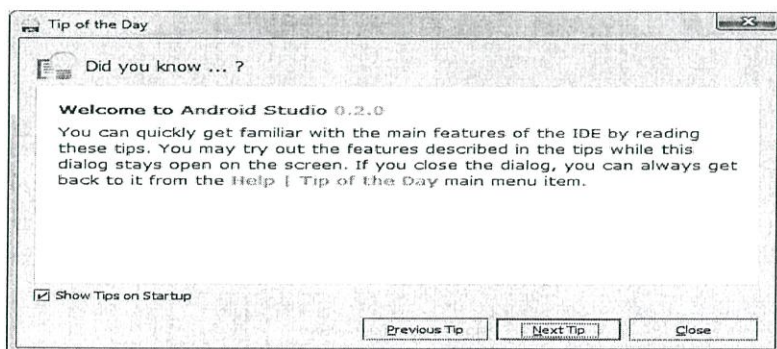 Tip of the Day
Did you know ... ?
Welcome to Android Studio 0.2.0
You can quickly get familiar with the main features of the IDE by reading
these tips. You may try out the features described in the tips while this
dialog stays open on the screen. If you close the dialog, you can always get
back to it from the Help | Tip of the Day main menu item.
Show Tips on Startup
Previous Tip Next Tip Close